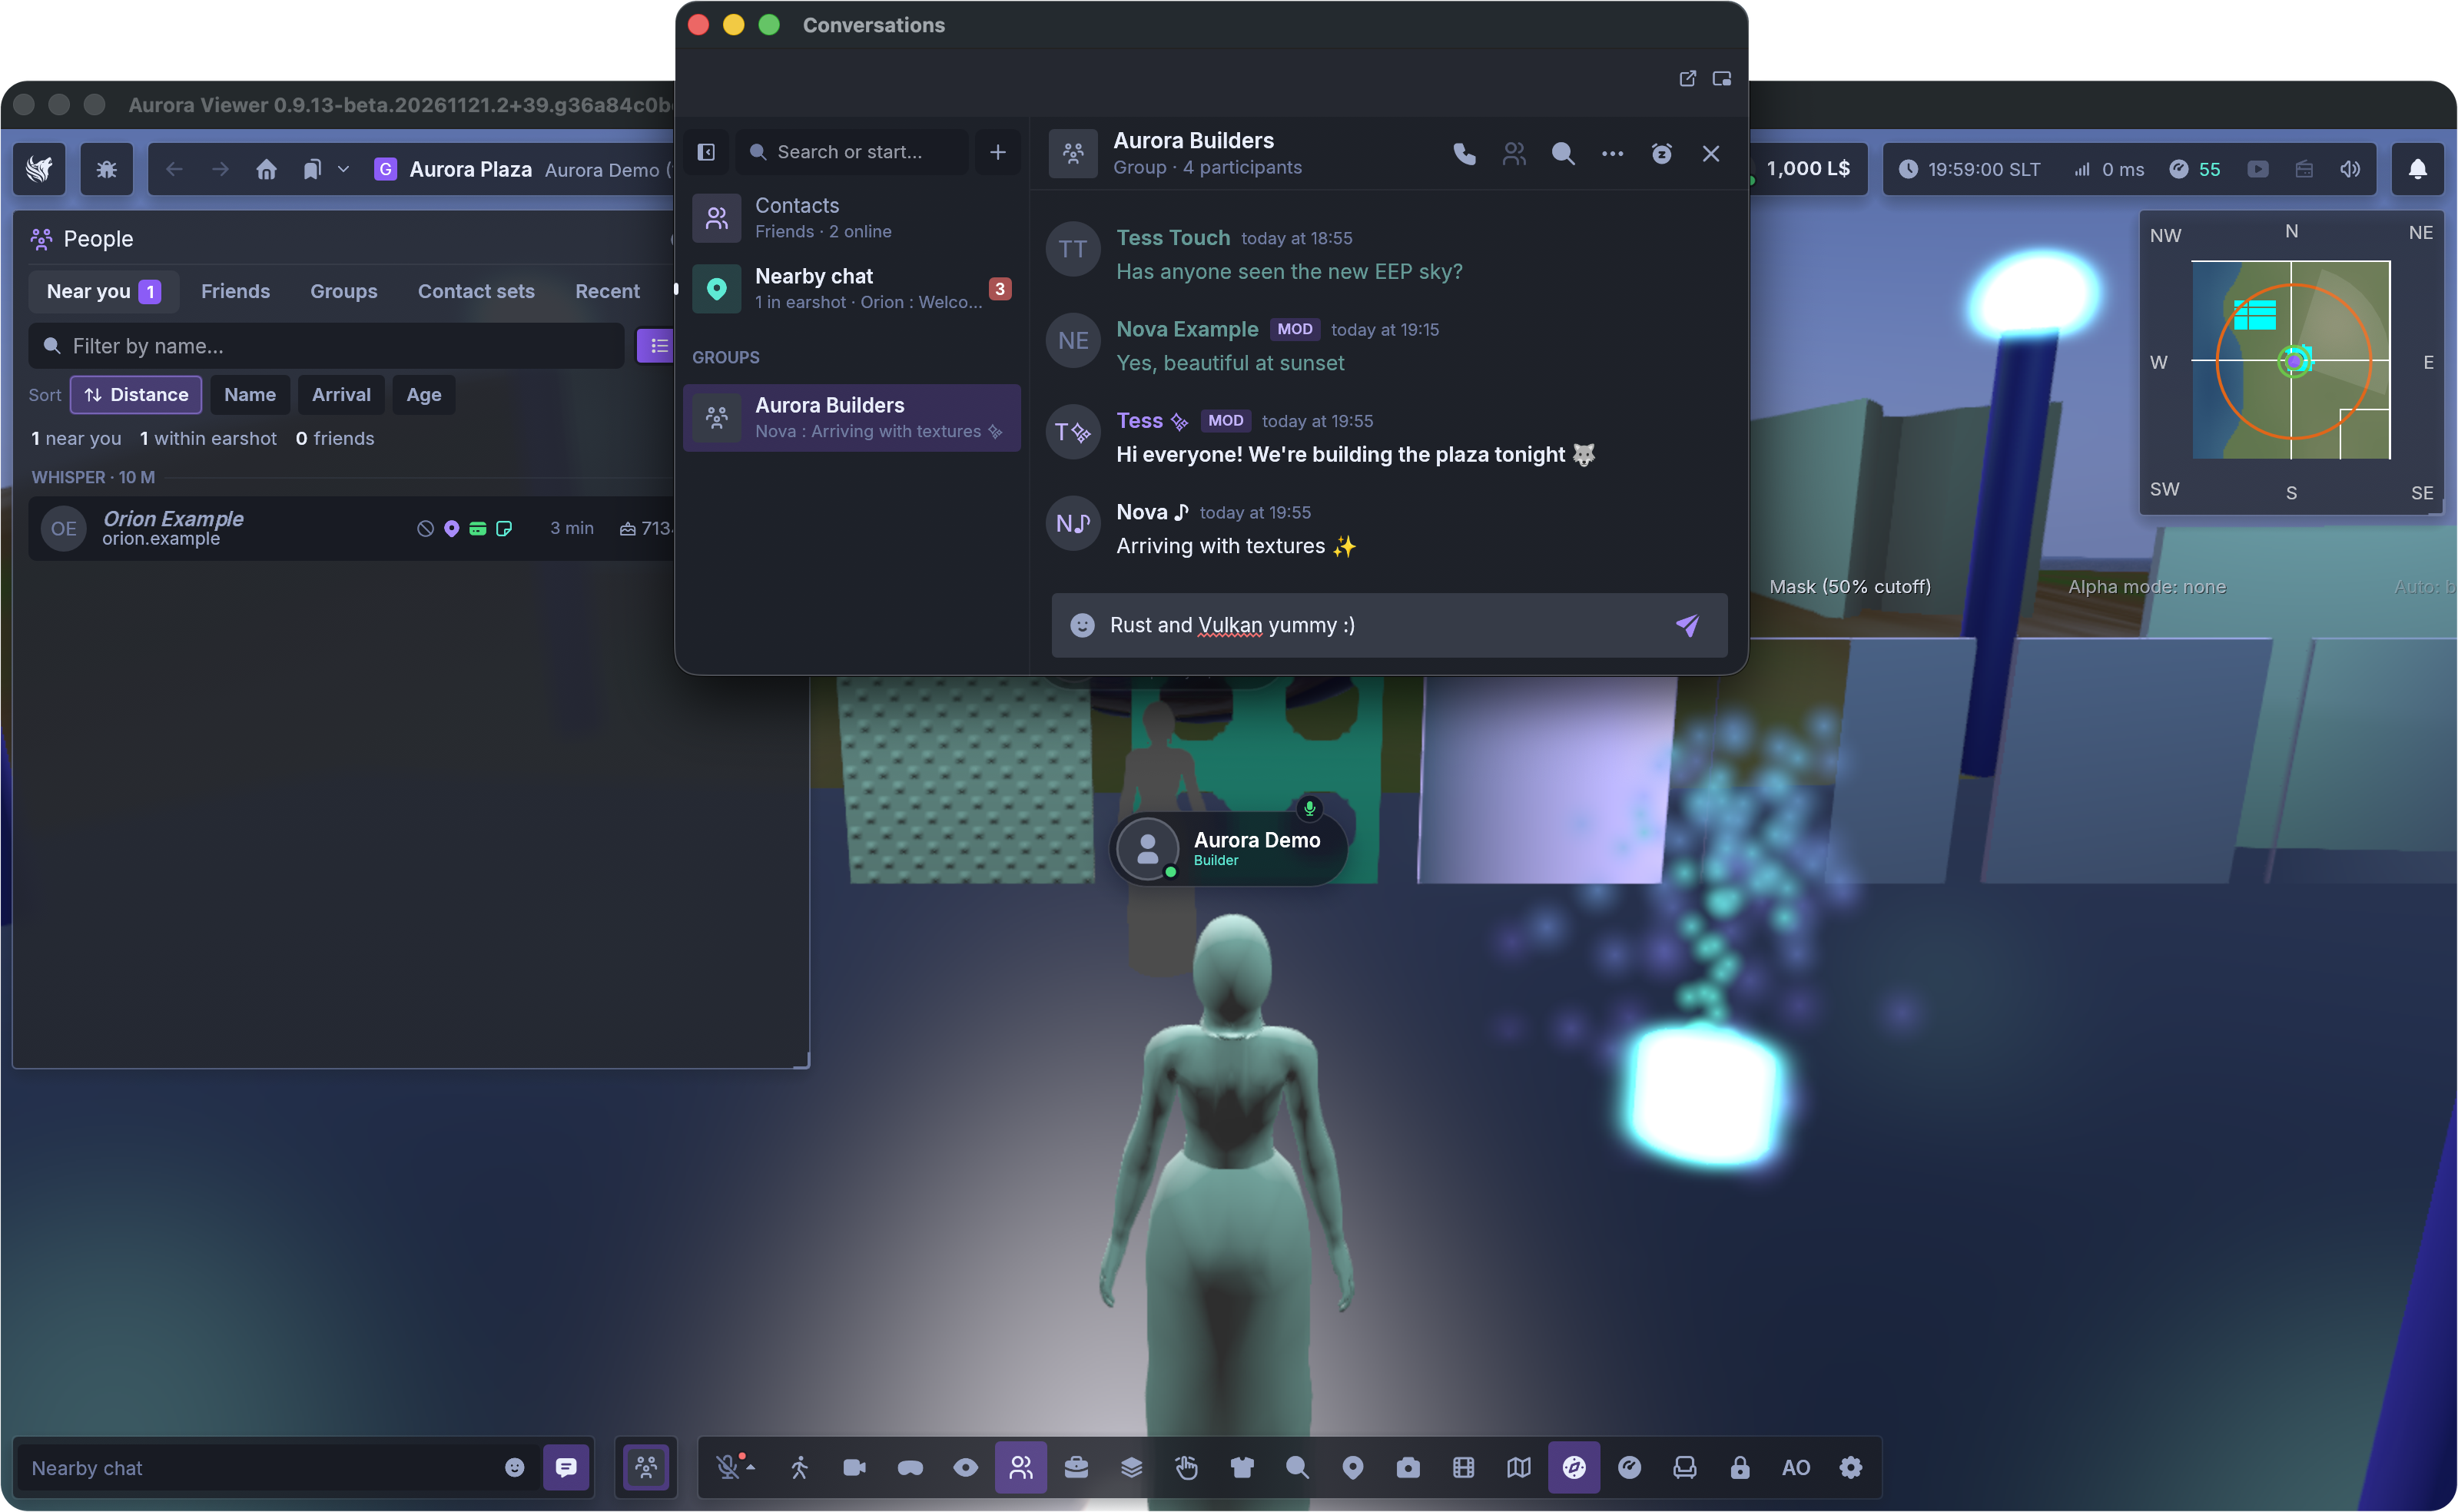 Conversations
Aurora Viewer 0.9.13-beta.20261121.2+39.g36a84c0b
G Aurora Plaza Aurora Demo (
1,000 L$
19:59:00 SLT 0 ms 55
People
Near you 1 Friends Groups Contact sets Recent
Filter by name...
Sort Distance Name Arrival Age
1 near you 1 within earshot 0 friends
WHISPER · 10 M
OE Orion Example
orion.example
3 min 713
Search or start...
Contacts
Friends · 2 online
Nearby chat
1 in earshot · Orion : Welco... 3
GROUPS
Aurora Builders
Nova : Arriving with textures
Aurora Builders
Group · 4 participants
TT Tess Touch today at 18:55
Has anyone seen the new EEP sky?
NE Nova Example MOD today at 19:15
Yes, beautiful at sunset
T Tess MOD today at 19:55
Hi everyone! We're building the plaza tonight 🐺
N♪ Nova ♪ today at 19:55
Arriving with textures ✨
Rust and Vulkan yummy :)
NW N NE
W E
SW S SE
Mask (50% cutoff) Alpha mode: none Auto: b
Aurora Demo
Builder
Nearby chat
AO